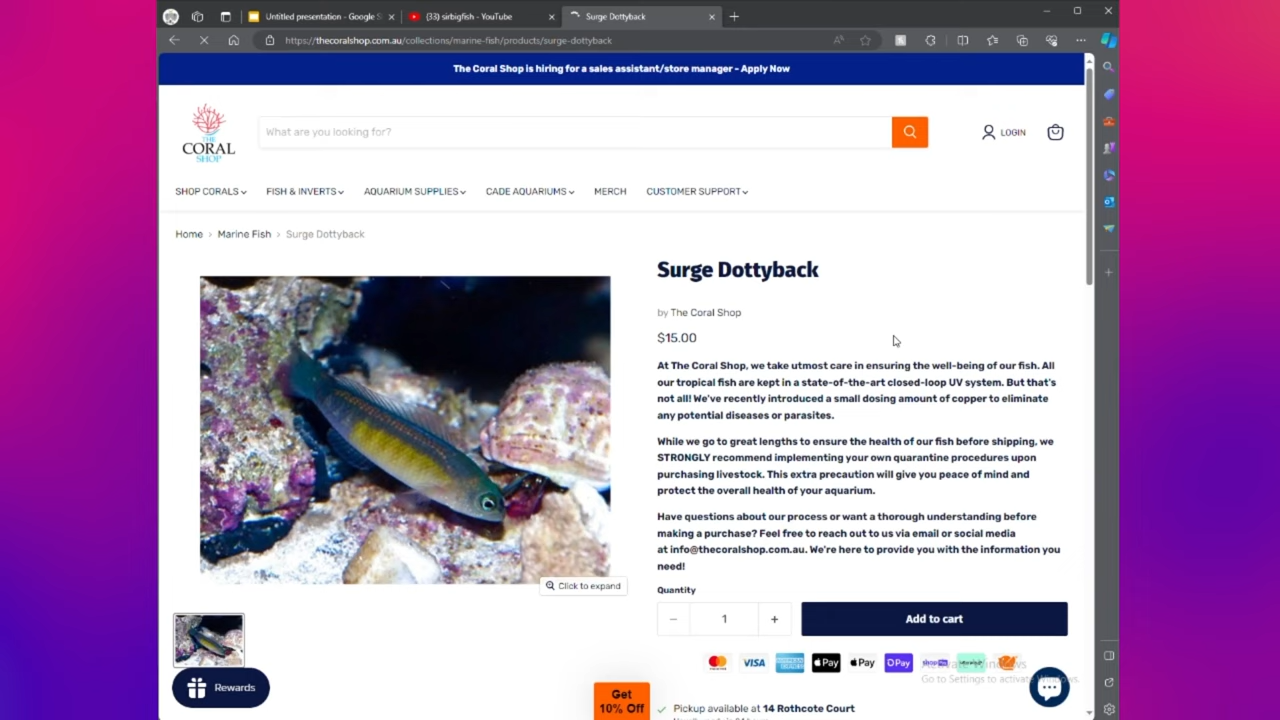 Untitled presentation - Google S
(33) sirbigfish - YouTube
Surge Dottyback
https://thecoralshop.com.au/collections/marine-fish/products/surge-dottyback
The Coral Shop is hiring for a sales assistant/store manager - Apply Now
THE
CORAL
SHOP
What are you looking for?
LOGIN
SHOP CORALS
FISH & INVERTS
AQUARIUM SUPPLIES
CADE AQUARIUMS
MERCH
CUSTOMER SUPPORT
Home › Marine Fish › Surge Dottyback
Surge Dottyback
by The Coral Shop
$15.00
At The Coral Shop, we take utmost care in ensuring the well-being of our fish. All
our tropical fish are kept in a state-of-the-art closed-loop UV system. But that's
not all! We've recently introduced a small dosing amount of copper to eliminate
any potential diseases or parasites.
While we go to great lengths to ensure the health of our fish before shipping, we
STRONGLY recommend implementing your own quarantine procedures upon
purchasing livestock. This extra precaution will give you peace of mind and
protect the overall health of your aquarium.
Have questions about our process or want a thorough understanding before
making a purchase? Feel free to reach out to us via email or social media
at info@thecoralshop.com.au. We're here to provide you with the information you
need!
Click to expand
Quantity
− 1 +
Add to cart
VISA
Pay
Pay
Pay
Activate Windows
Go to Settings to activate Windows.
Rewards
Get
10% Off
Pickup available at 14 Rothcote Court